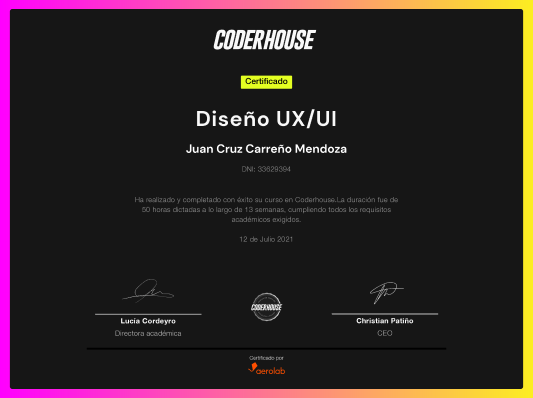 CODERHOUSE
Certificado
Diseño UX/UI
Juan Cruz Carreño Mendoza
DNI: 33629394
Ha realizado y completado con éxito su curso en Coderhouse.La duración fue de
50 horas dictadas a lo largo de 13 semanas, cumpliendo todos los requisitos
académicos exigidos.
12 de Julio 2021
CODERHOUSE
Lucía Cordeyro
Christian Patiño
Directora académica
CEO
Certificado por
aerolab